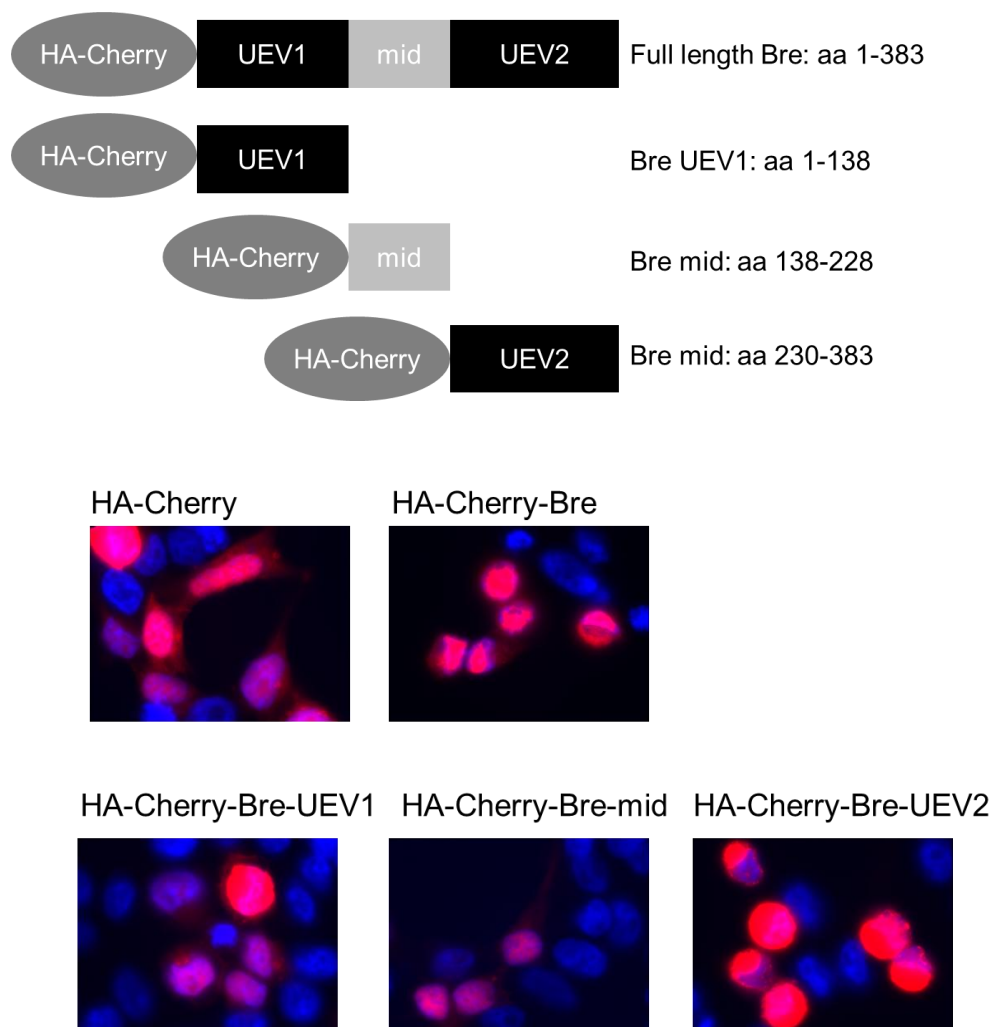 HA-Cherry UEV1 mid UEV2 Full length Bre: aa 1-383
HA-Cherry UEV1 Bre UEV1: aa 1-138
HA-Cherry mid Bre mid: aa 138-228
HA-Cherry UEV2 Bre mid: aa 230-383
HA-Cherry HA-Cherry-Bre
HA-Cherry-Bre-UEV1 HA-Cherry-Bre-mid HA-Cherry-Bre-UEV2